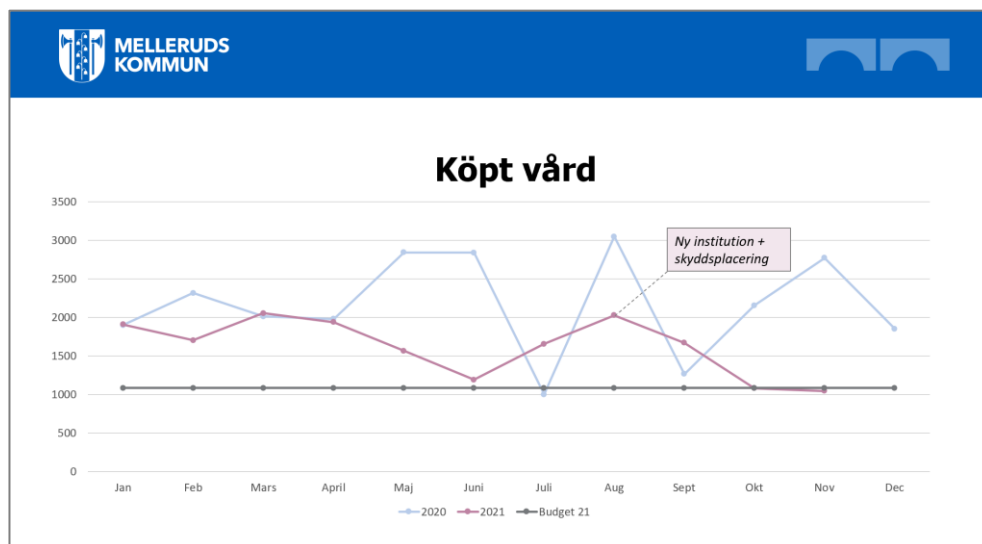 MELLERUDS
KOMMUN
Köpt vård
3500
3000
2500
2000
1500
1000
500
0
Ny institution +
skyddsplacering
Jan Feb Mars April Maj Juni Juli Aug Sept Okt Nov Dec
2020 2021 Budget 21